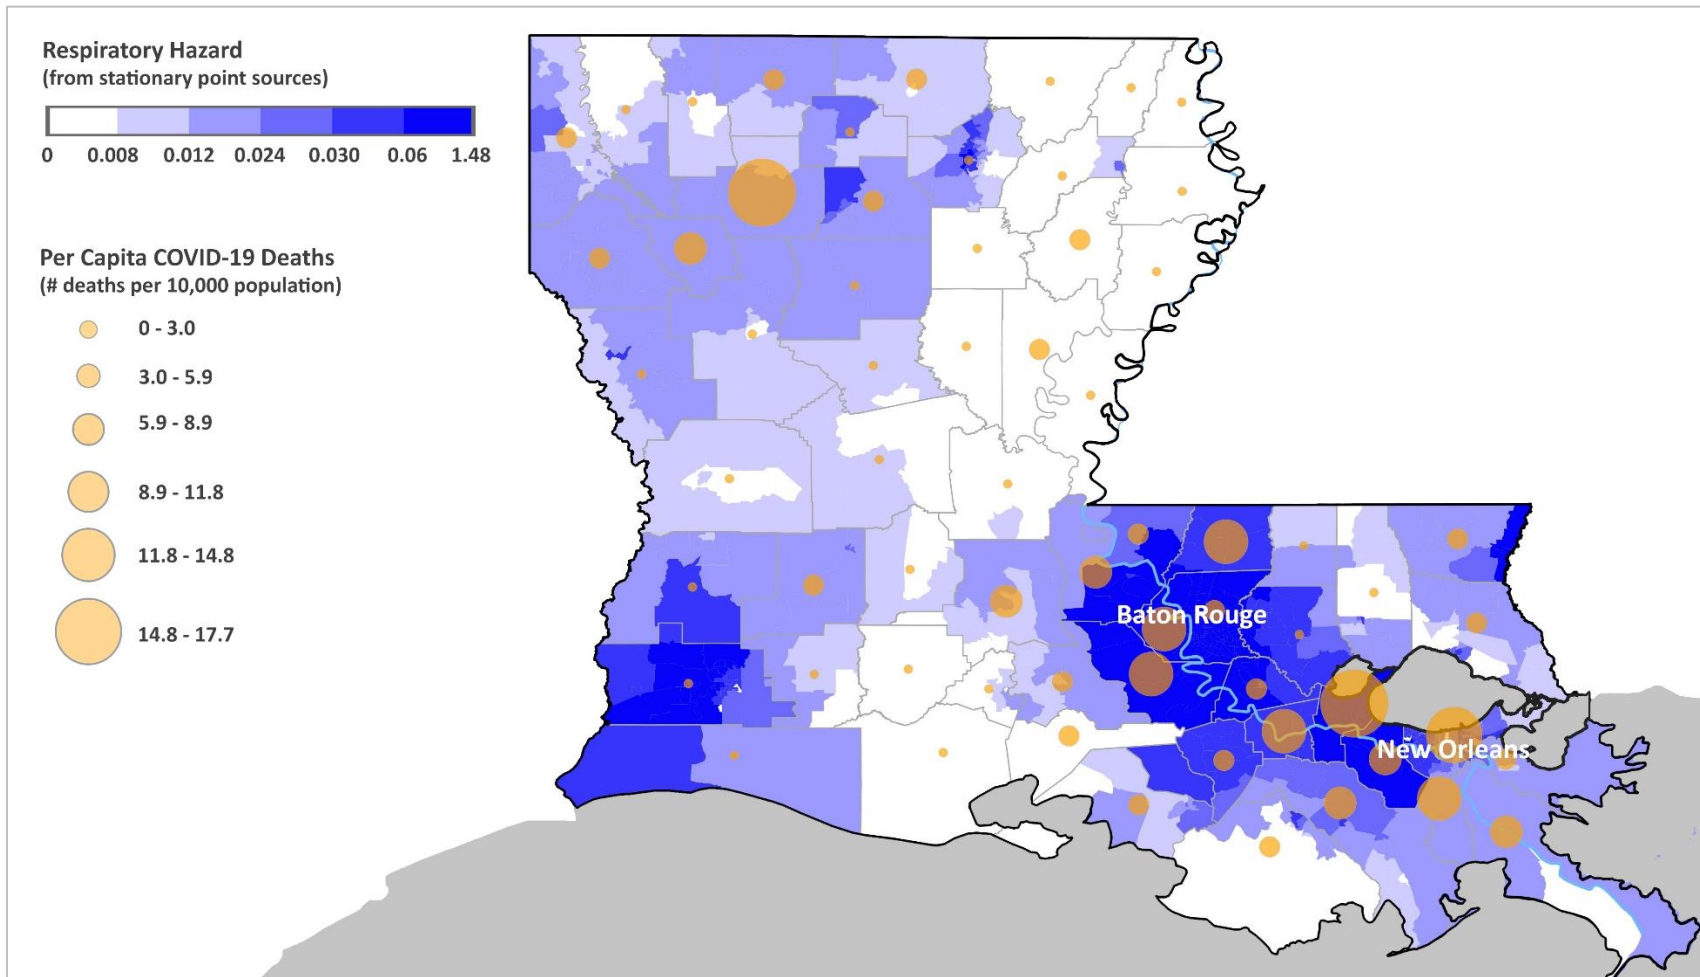 Respiratory Hazard
(from stationary point sources)
0 0.008 0.012 0.024 0.030 0.06 1.48
Per Capita COVID-19 Deaths
(# deaths per 10,000 population)
0 - 3.0
3.0 - 5.9
5.9 - 8.9
8.9 - 11.8
11.8 - 14.8
14.8 - 17.7
Baton Rouge
New Orleans